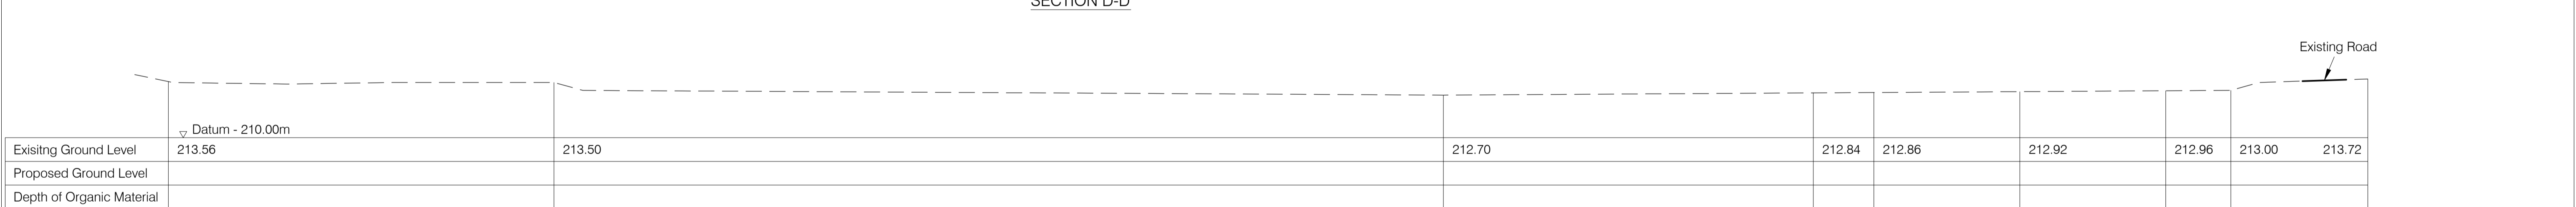 SECTION D-D
Existing Road
Datum - 210.00m
Exisitng Ground Level 213.56 213.50 212.70 212.84 212.86 212.92 212.96 213.00 213.72
Proposed Ground Level
Depth of Organic Material